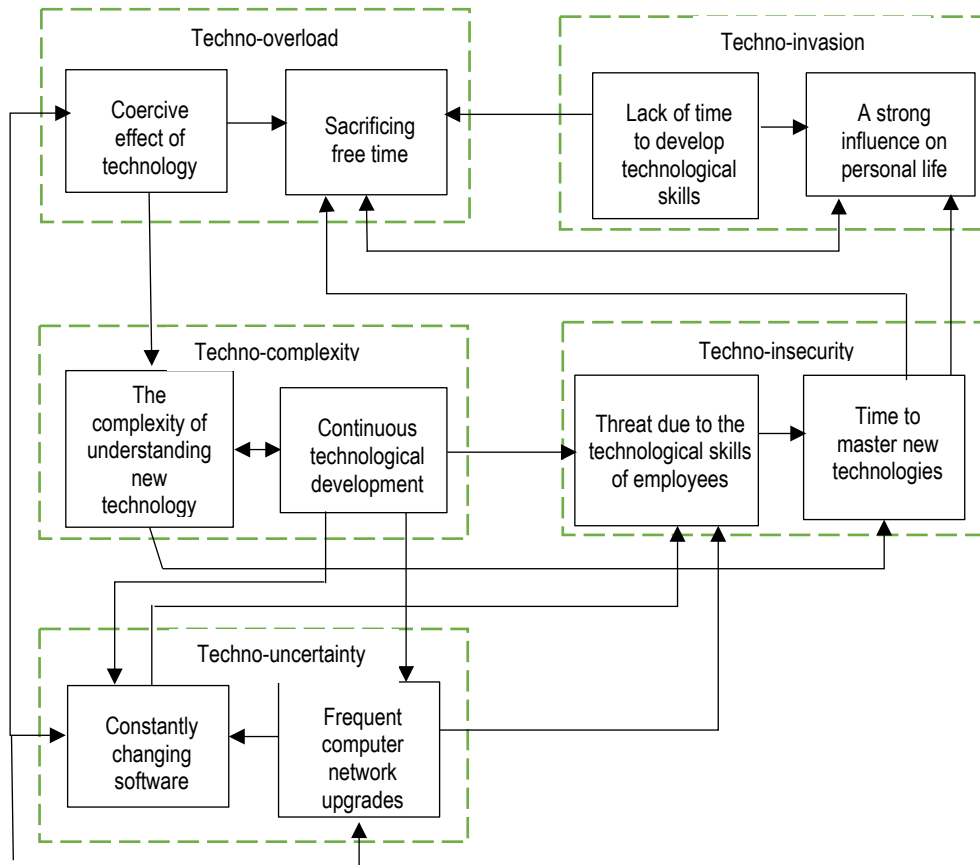 Techno-overload
Coercive
effect of
technology
Sacrificing
free time
Techno-invasion
Lack of time
to develop
technological
skills
A strong
influence on
personal life
Techno-complexity
The
complexity of
understanding
new
technology
Continuous
technological
development
Techno-insecurity
Threat due to the
technological skills
of employees
Time to
master new
technologies
Techno-uncertainty
Constantly
changing
software
Frequent
computer
network
upgrades